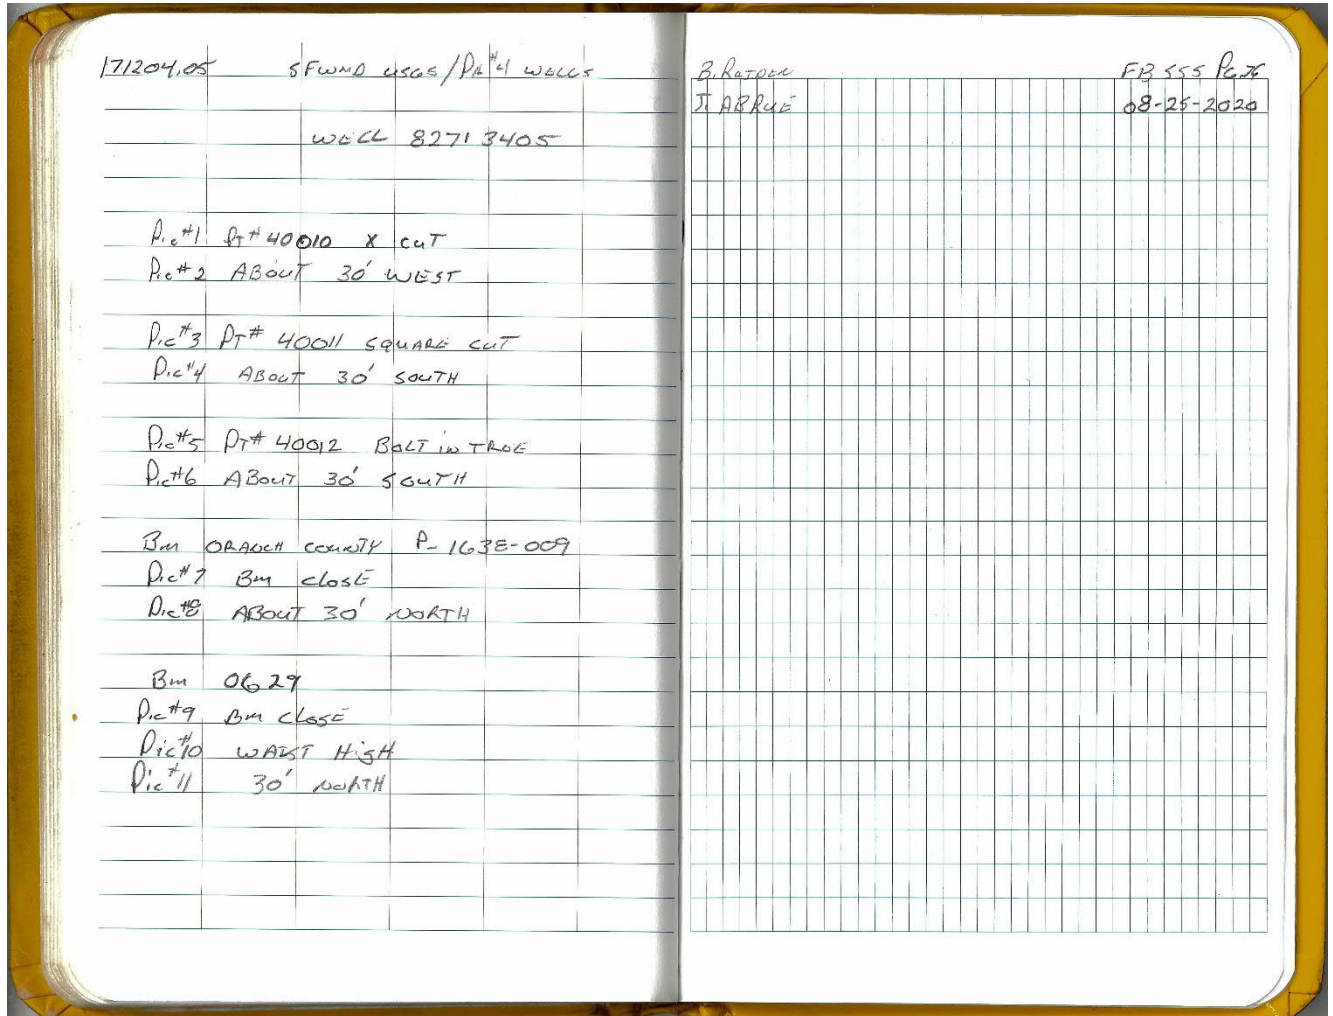 171204.05 SFWMD USGS/PH#4 WELLS
WELL 82713405
Pic#1 PT# 40010 X CUT
Pic#2 ABOUT 30' WEST
Pic#3 PT# 40011 SQUARE CUT
Pic#4 ABOUT 30' SOUTH
Pic#5 PT# 40012 BOLT IN TREE
Pic#6 ABOUT 30' SOUTH
BM ORANGE COUNTY P-163E-009
Pic#7 BM CLOSE
Pic#8 ABOUT 30' NORTH
BM 0629
Pic#9 BM CLOSE
Pic#10 WAIST HIGH
Pic#11 30' NORTH
B. FB 555 PG.76
08-25-2020